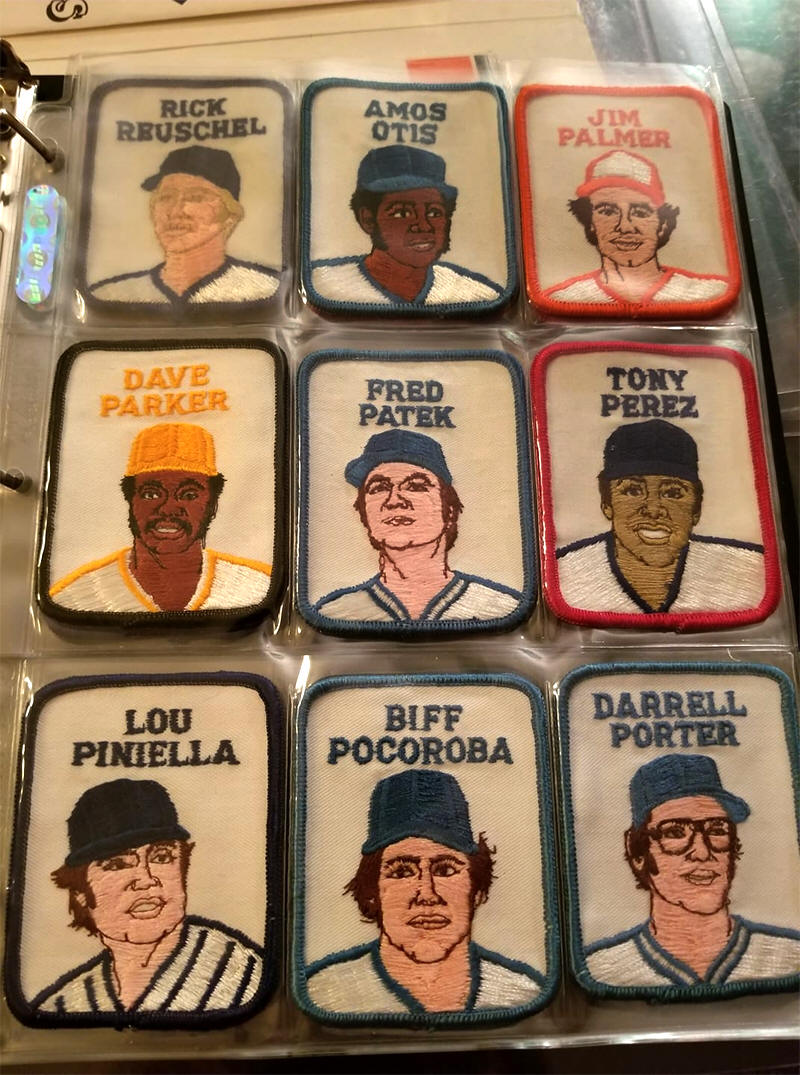 RICK
REUSCHEL
AMOS
OTIS
JIM
PALMER
DAVE
PARKER
FRED
PATEK
TONY
PEREZ
LOU
PINIELLA
BIFF
POCOROBA
DARRELL
PORTER